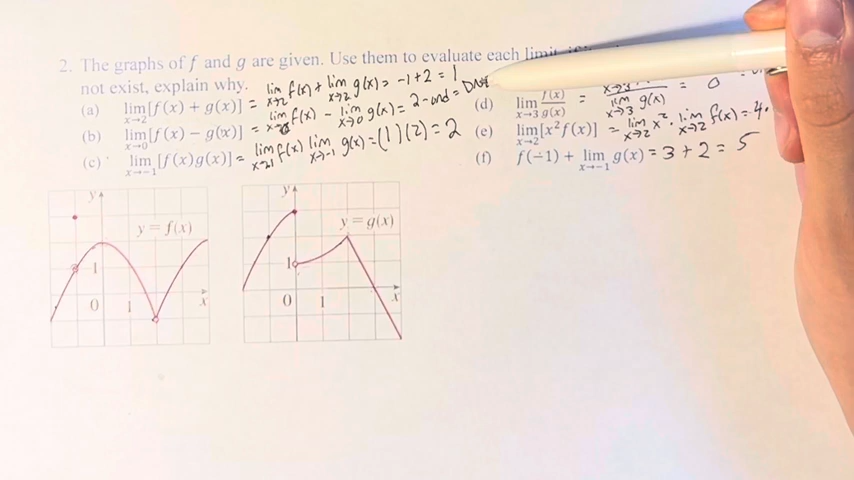 2. The graphs of f and g are given. Use them to evaluate each limit,
not exist, explain why.
(a) lim x→2 [f(x) + g(x)] = lim x→2 f(x) + lim x→2 g(x) = -1 + 2 = 1
(b) lim x→0 [f(x) − g(x)] = lim x→0 f(x) − lim x→0 g(x) = 2 - und = DNE
(c) lim x→−1 [f(x)g(x)] = lim f(x) lim x→-1 g(x) = (1)(2) = 2
(d) lim x→3 f(x)/g(x) = / lim x→3 g(x) = 0 =
(e) lim x→2 [x²f(x)] = lim x→2 x² · lim x→2 f(x) = 4 ·
(f) f(−1) + lim x→−1 g(x) = 3 + 2 = 5
y
y = f(x)
1
0 1 x
y
y = g(x)
1
0 1 x